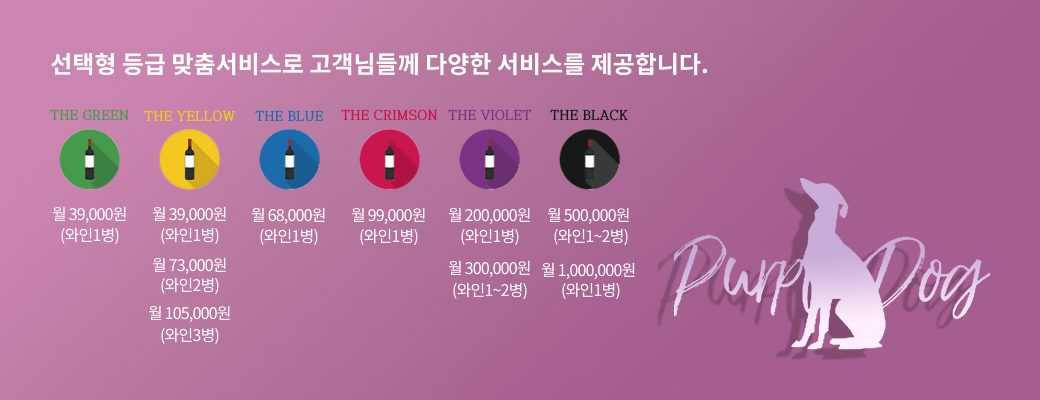 선택형 등급 맞춤서비스로 고객님들께 다양한 서비스를 제공합니다.
THE GREEN THE YELLOW THE BLUE THE CRIMSON THE VIOLET THE BLACK
월 39,000원 월 39,000원 월 68,000원 월 99,000원 월 200,000원 월 500,000원
(와인1병) (와인1병) (와인1병) (와인1병) (와인1병) (와인1~2병)
월 73,000원 월 300,000원 월 1,000,000원
(와인2병) (와인1~2병) (와인1병)
월 105,000원
(와인3병)
Purple Dog